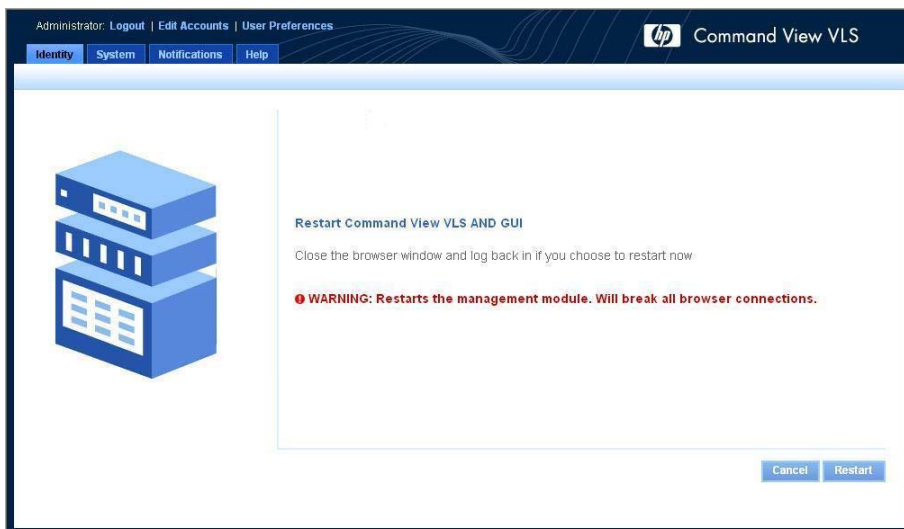 Administrator: Logout | Edit Accounts | User Preferences
hp Command View VLS
Identity System Notifications Help
Restart Command View VLS AND GUI
Close the browser window and log back in if you choose to restart now
WARNING: Restarts the management module. Will break all browser connections.
Cancel Restart